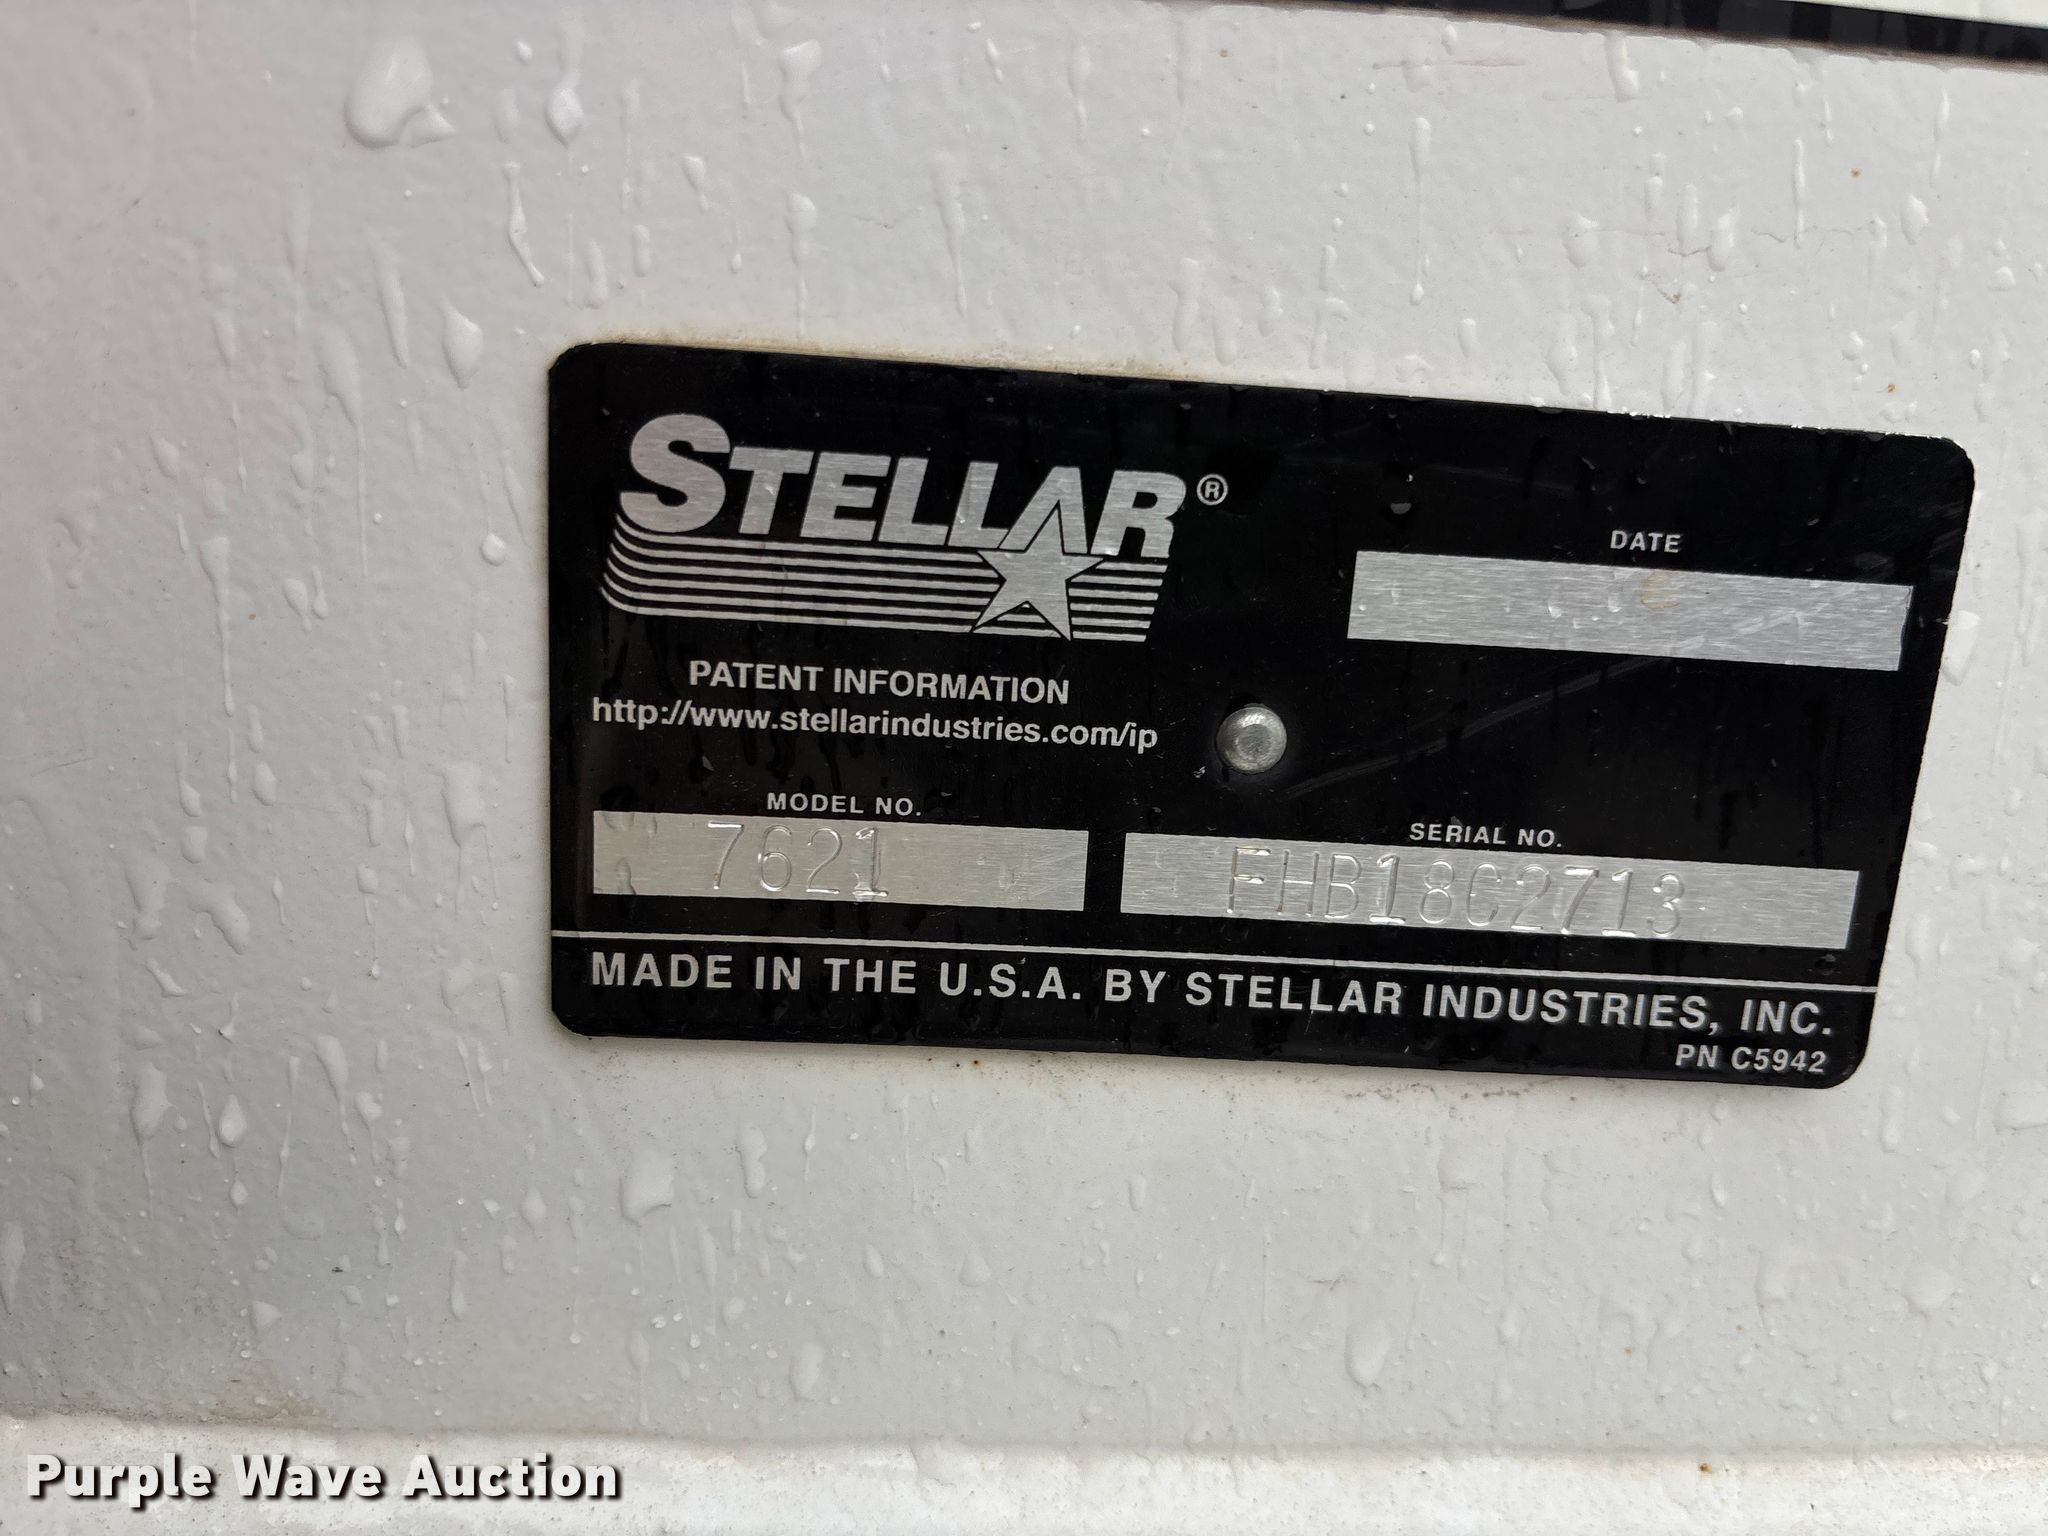 STELLAR®
DATE
PATENT INFORMATION
http://www.stellarindustries.com/ip
MODEL NO.
7621
SERIAL NO.
FHB18C2713
MADE IN THE U.S.A. BY STELLAR INDUSTRIES, INC.
PN C5942
Purple Wave Auction